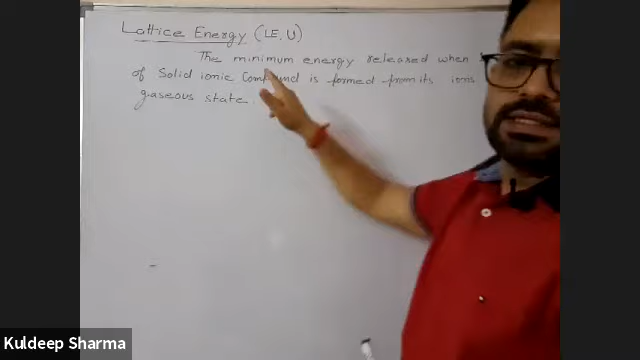 Lattice Energy (LE, U)
The minimum energy released when
of Solid ionic Compound is formed from its ions
gaseous state.
Kuldeep Sharma